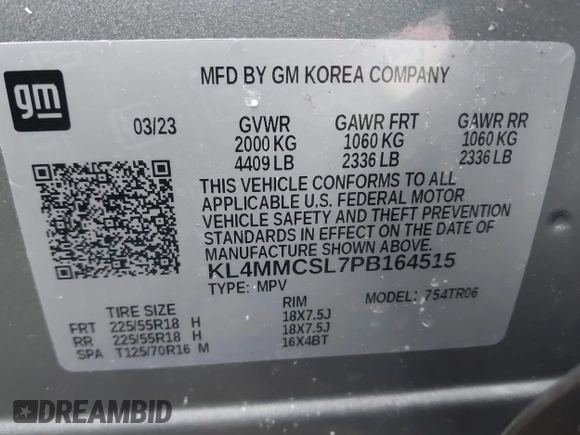 gm
MFD BY GM KOREA COMPANY
03/23 GVWR GAWR FRT GAWR RR
2000 KG 1060 KG 1060 KG
4409 LB 2336 LB 2336 LB
THIS VEHICLE CONFORMS TO ALL
APPLICABLE U.S. FEDERAL MOTOR
VEHICLE SAFETY AND THEFT PREVENTION
STANDARDS IN EFFECT ON THE DATE OF
MANUFACTURE SHOWN ABOVE.
KL4MMCSL7PB164515
TYPE: MPV MODEL: 754TR06
TIRE SIZE RIM
FRT 225/55R18 H 18X7.5J
RR 225/55R18 H 18X7.5J
SPA T125/70R16 M 16X4BT
DREAMBID